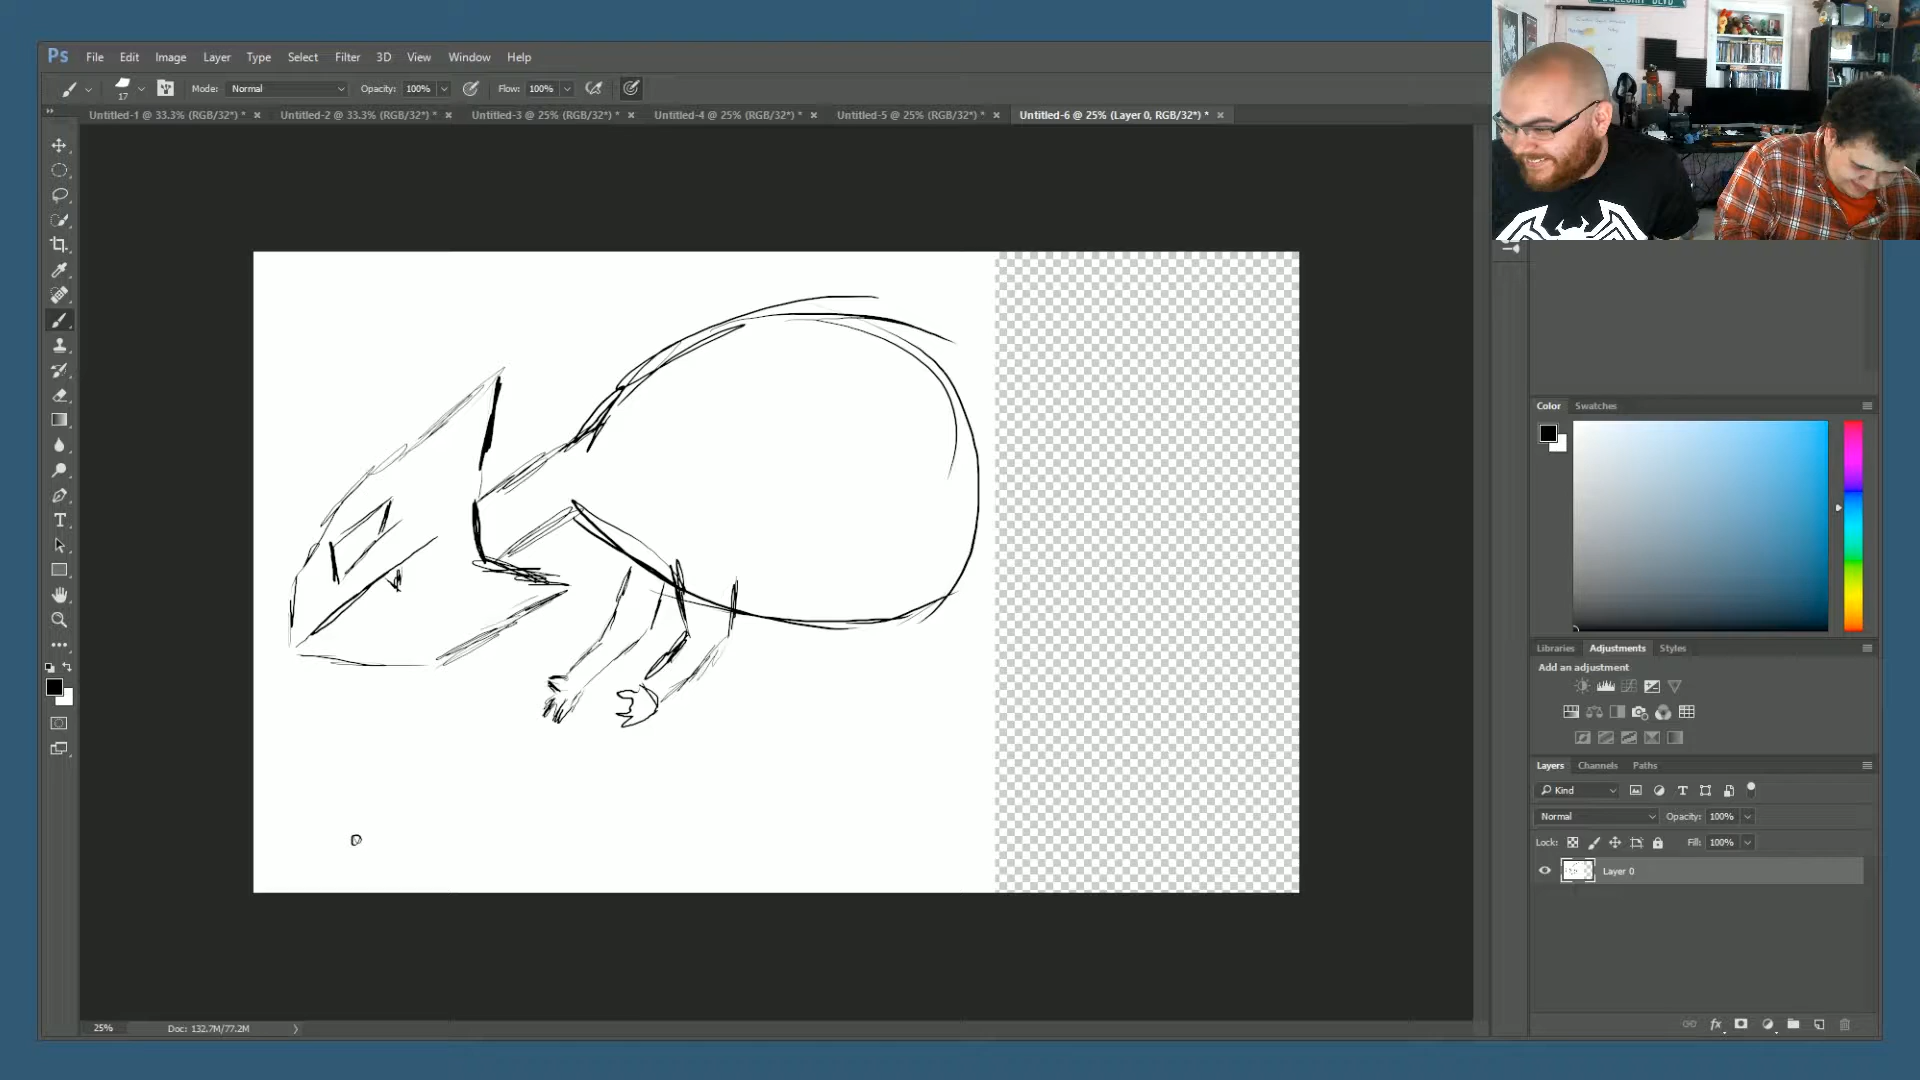 Ps File Edit Image Layer Type Select Filter 3D View Window Help
17 Mode: Normal Opacity: 100% Flow: 100%
Untitled-1 @ 33.3% (RGB/32*) * Untitled-2 @ 33.3% (RGB/32*) * Untitled-3 @ 25% (RGB/32*) * Untitled-4 @ 25% (RGB/32*) * Untitled-5 @ 25% (RGB/32*) * Untitled-6 @ 25% (Layer 0, RGB/32*) *
Color Swatches
Libraries Adjustments Styles
Add an adjustment
Layers Channels Paths
Kind
Normal Opacity: 100%
Lock: Fill: 100%
Layer 0
25% Doc: 132.7M/77.2M